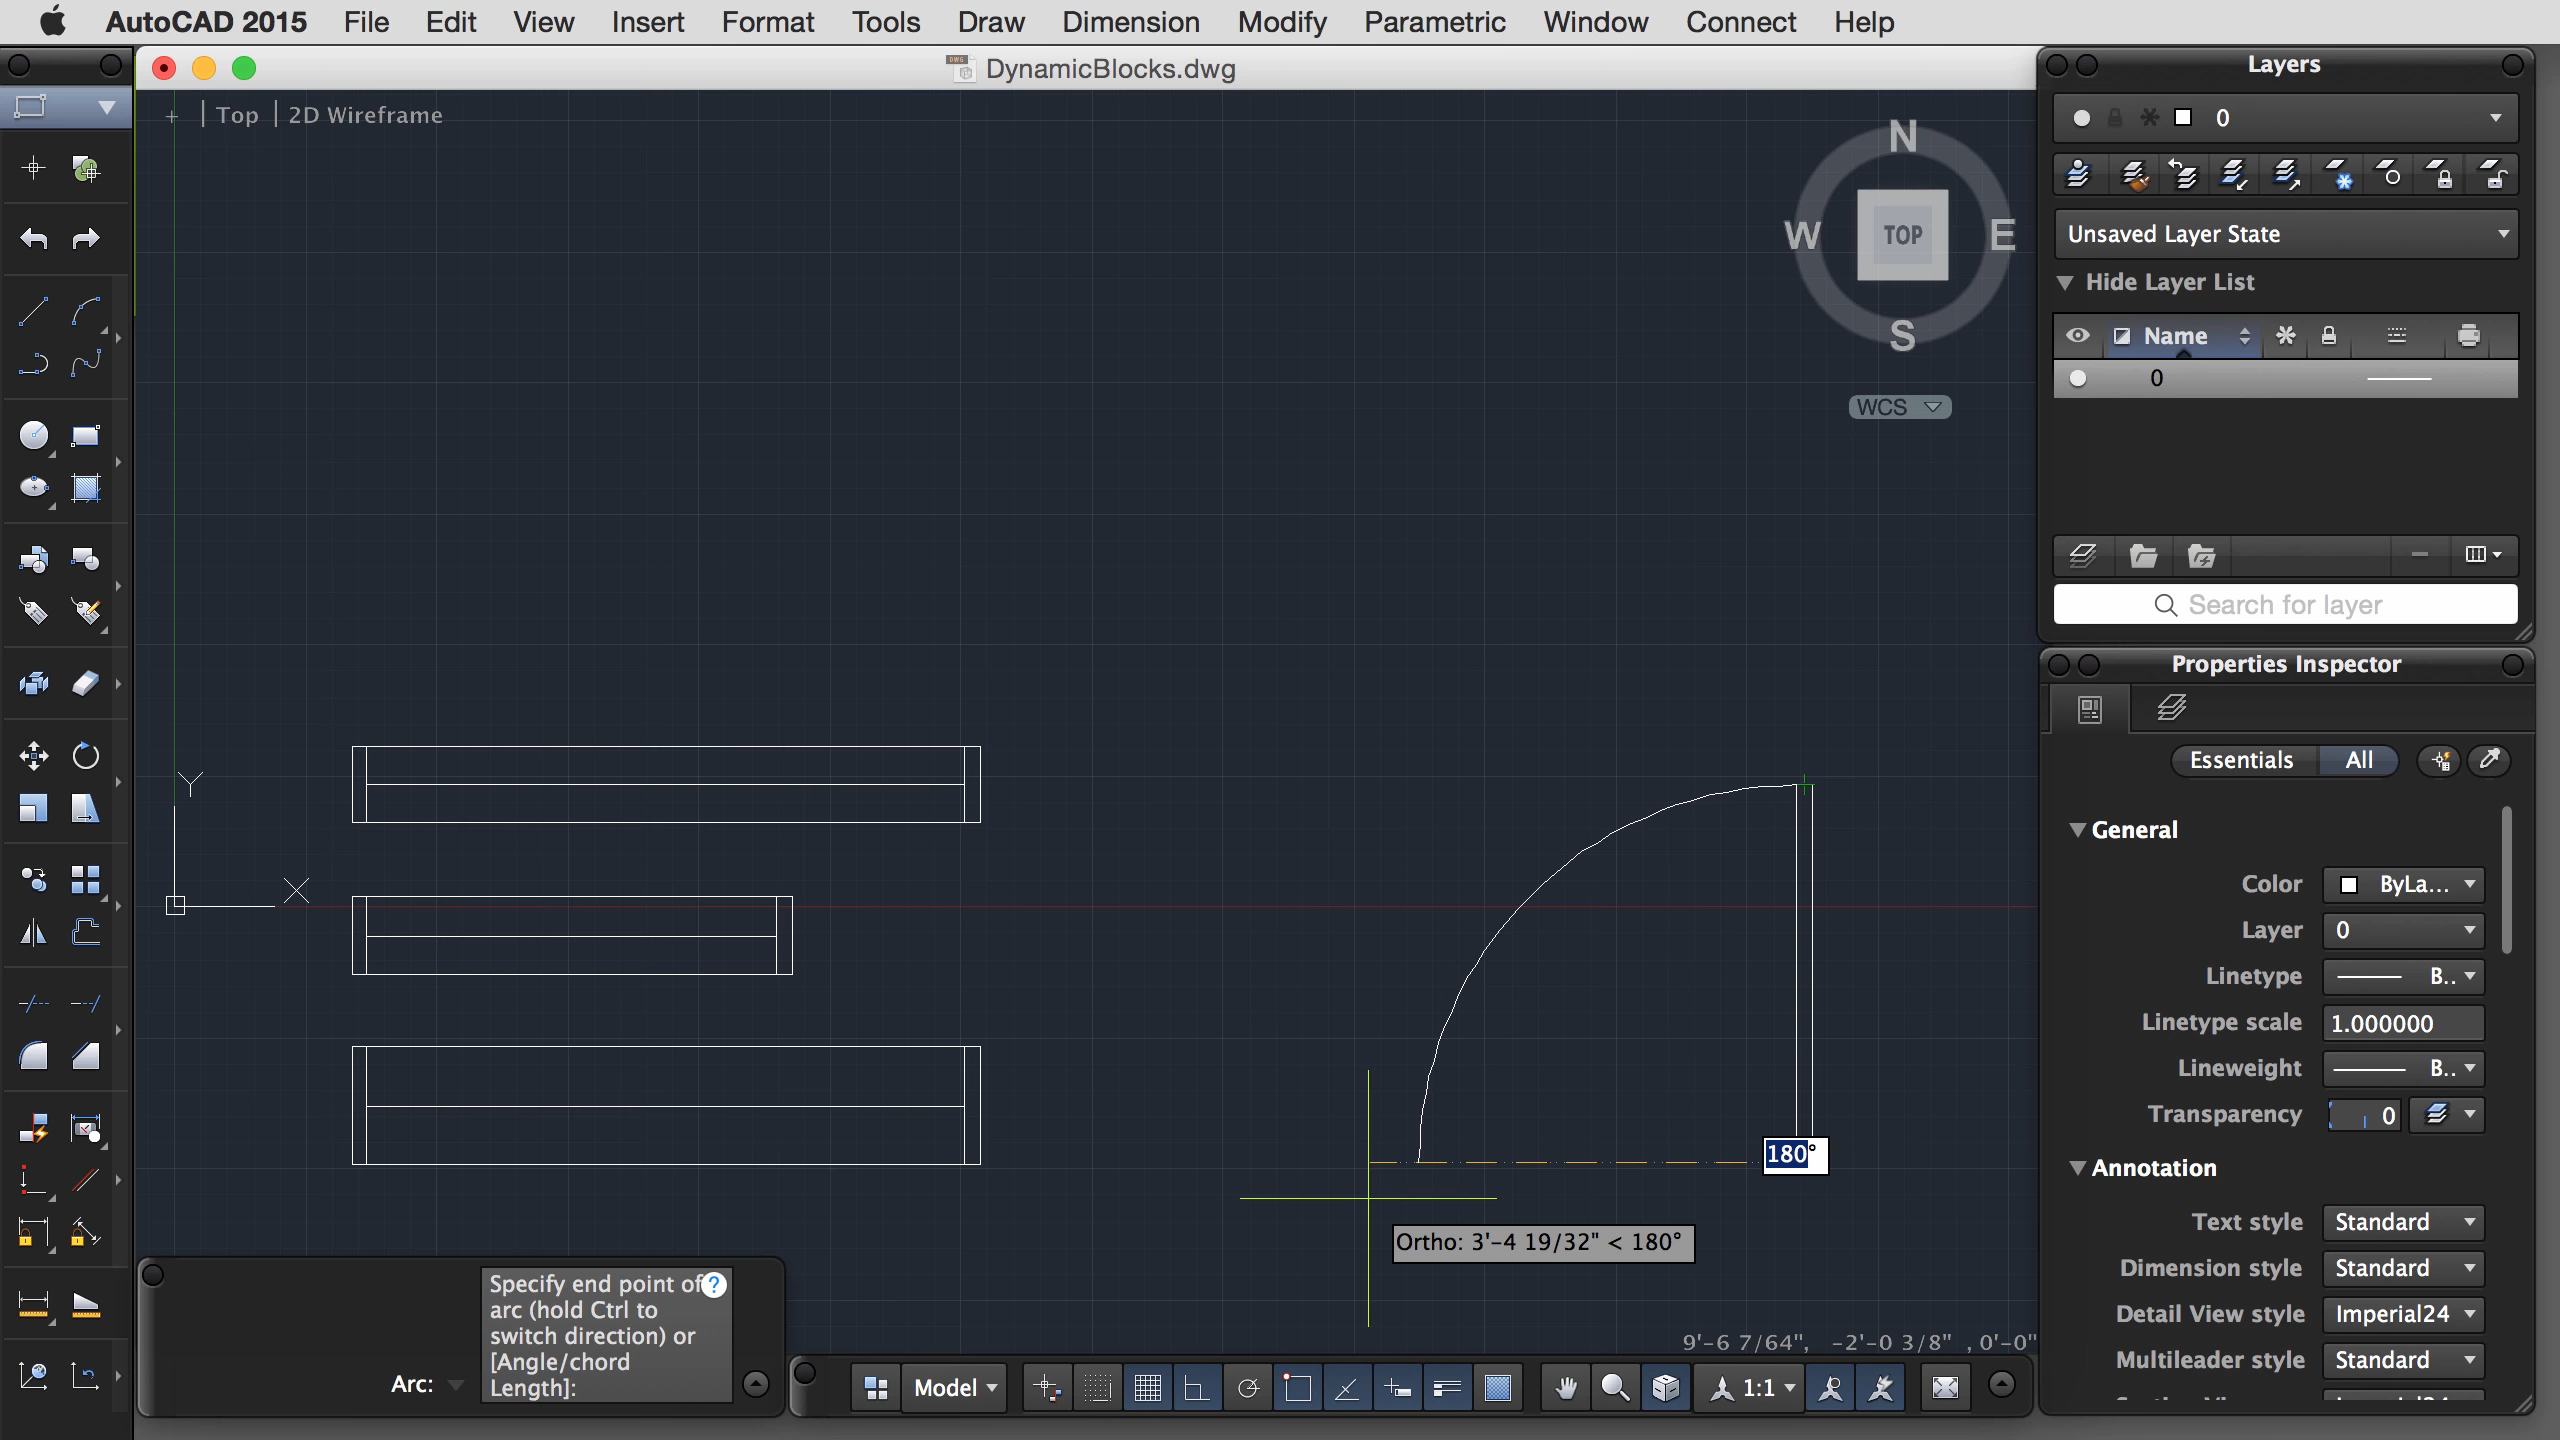 AutoCAD 2015 File Edit View Insert Format Tools Draw Dimension Modify Parametric Window Connect Help
DynamicBlocks.dwg
+ | Top | 2D Wireframe
N
W TOP E
S
WCS
Y
X
180°
Ortho: 3'-4 19/32" < 180°
9'-6 7/64", -2'-0 3/8" , 0'-0"
Arc:
Specify end point of
arc (hold Ctrl to
switch direction) or
[Angle/chord
Length]:
?
Model 1:1
Layers
0
Unsaved Layer State
Hide Layer List
Name
0
Search for layer
Properties Inspector
Essentials All
General
Color ByLa...
Layer 0
Linetype B..
Linetype scale 1.000000
Lineweight B..
Transparency 0
Annotation
Text style Standard
Dimension style Standard
Detail View style Imperial24
Multileader style Standard